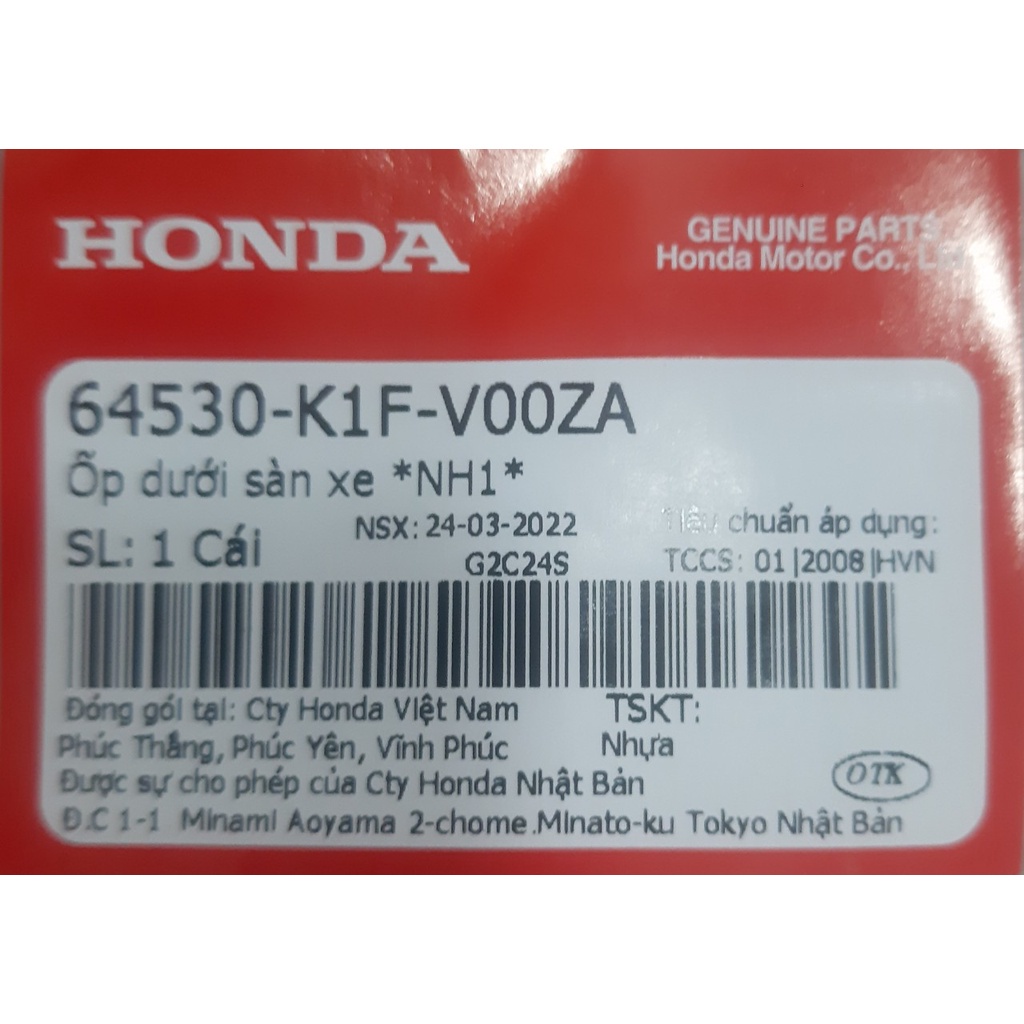 HONDA
GENUINE PARTS
Honda Motor Co.,
64530-K1F-V00ZA
Ốp dưới sàn xe *NH1*
SL: 1 Cái
NSX: 24-03-2022
G2C24S
Tiêu chuẩn áp dụng:
TCCS: 01|2008|HVN
Đóng gói tại: Cty Honda Việt Nam
Phúc Thắng, Phúc Yên, Vĩnh Phúc
TSKT:
Nhựa
Được sự cho phép của Cty Honda Nhật Bản
OTK
Đ.C 1-1 Minami Aoyama 2-chome.Minato-ku Tokyo Nhật Bản